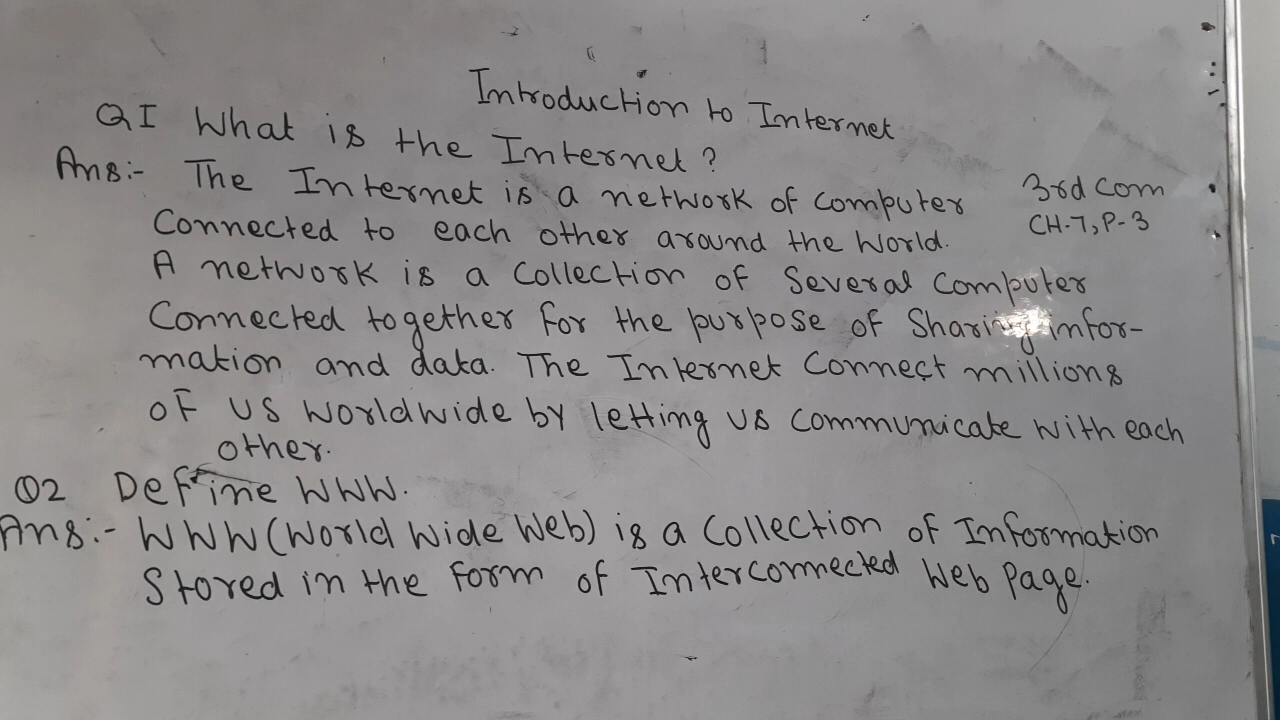 Introduction to Internet
Q1 What is the Internet?
Ans:- The Internet is a network of computer
Connected to each other around the world.
3rd com
CH-7, P-3
A network is a collection of Several Computer
Connected together for the purpose of Sharing infor-
mation and data. The Internet Connect millions
of us worldwide by letting us communicate with each
other.
Q2 Define WWW.
Ans:- WWW (World Wide Web) is a Collection of Information
Stored in the form of Interconnected Web Page.